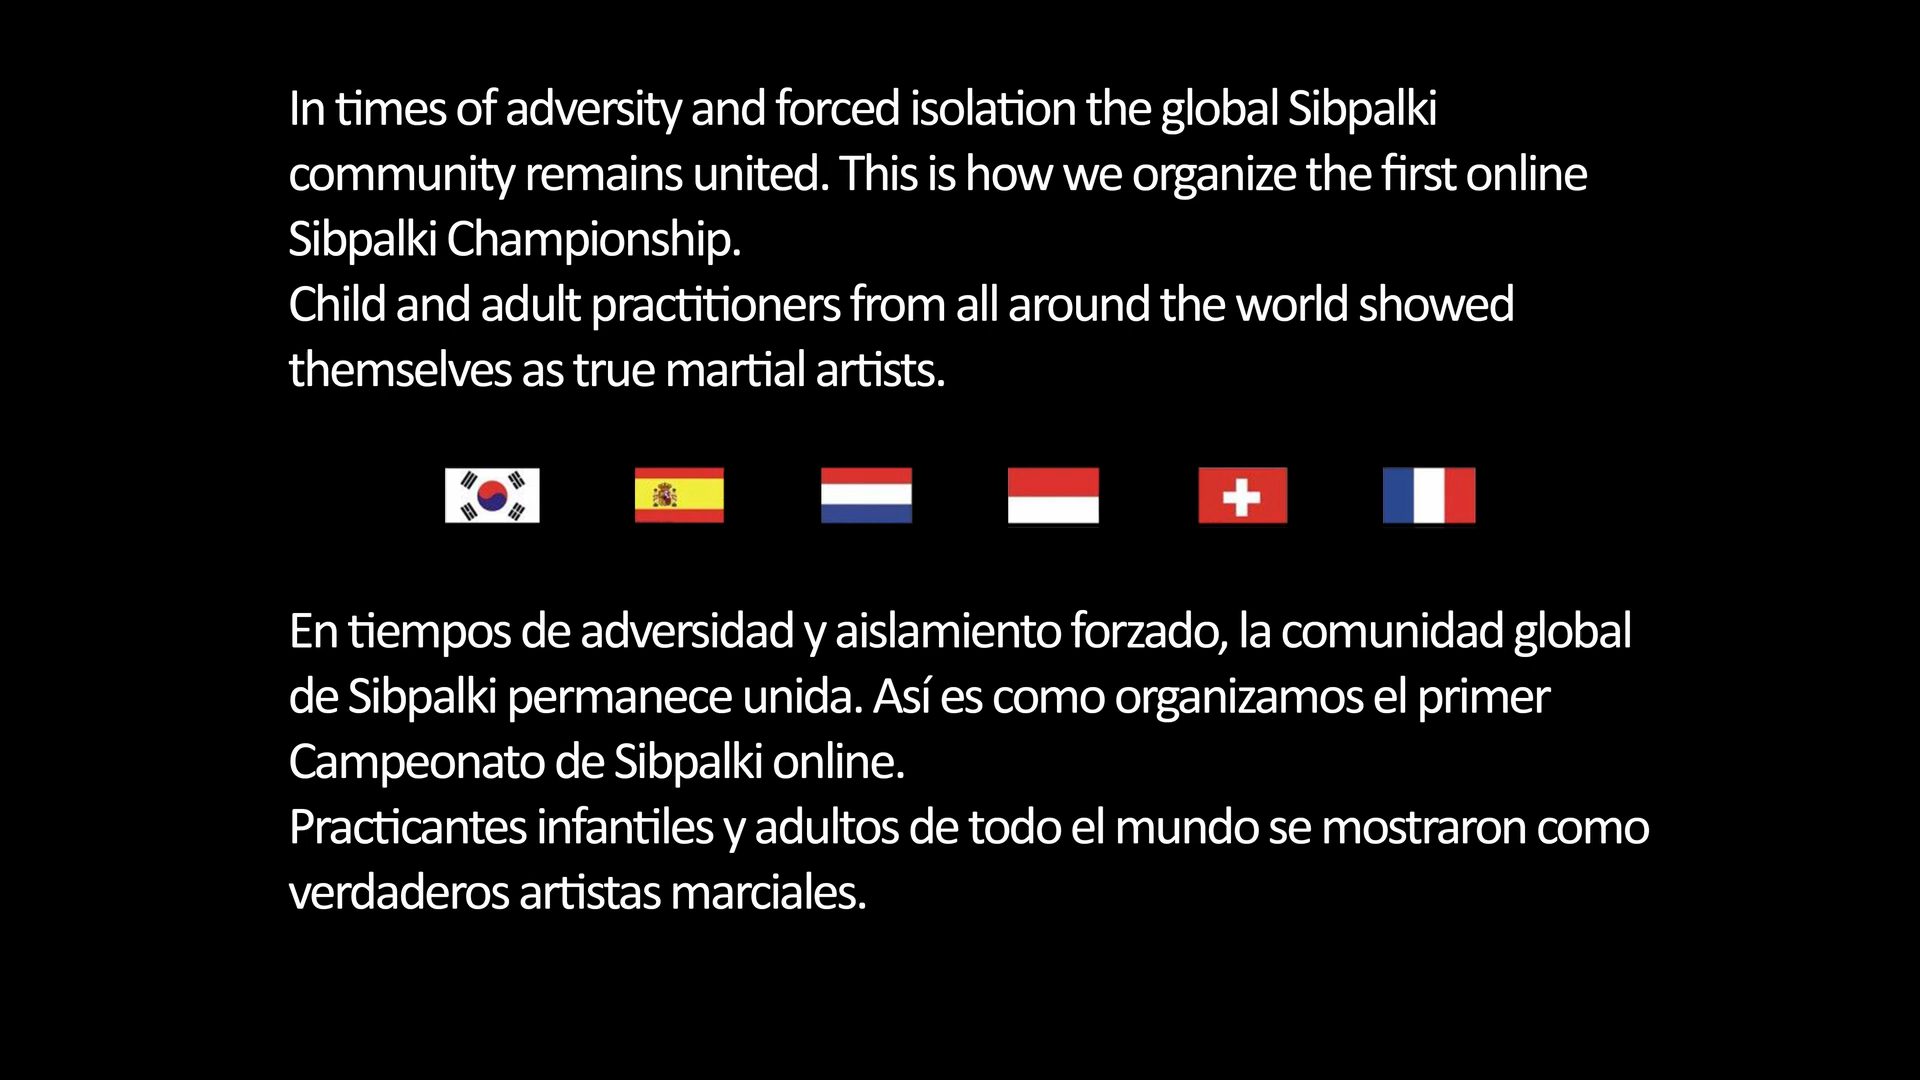 In times of adversity and forced isolation the global Sibpalki
community remains united. This is how we organize the first online
Sibpalki Championship.
Child and adult practitioners from all around the world showed
themselves as true martial artists.
En tiempos de adversidad y aislamiento forzado, la comunidad global
de Sibpalki permanece unida. Así es como organizamos el primer
Campeonato de Sibpalki online.
Practicantes infantiles y adultos de todo el mundo se mostraron como
verdaderos artistas marciales.